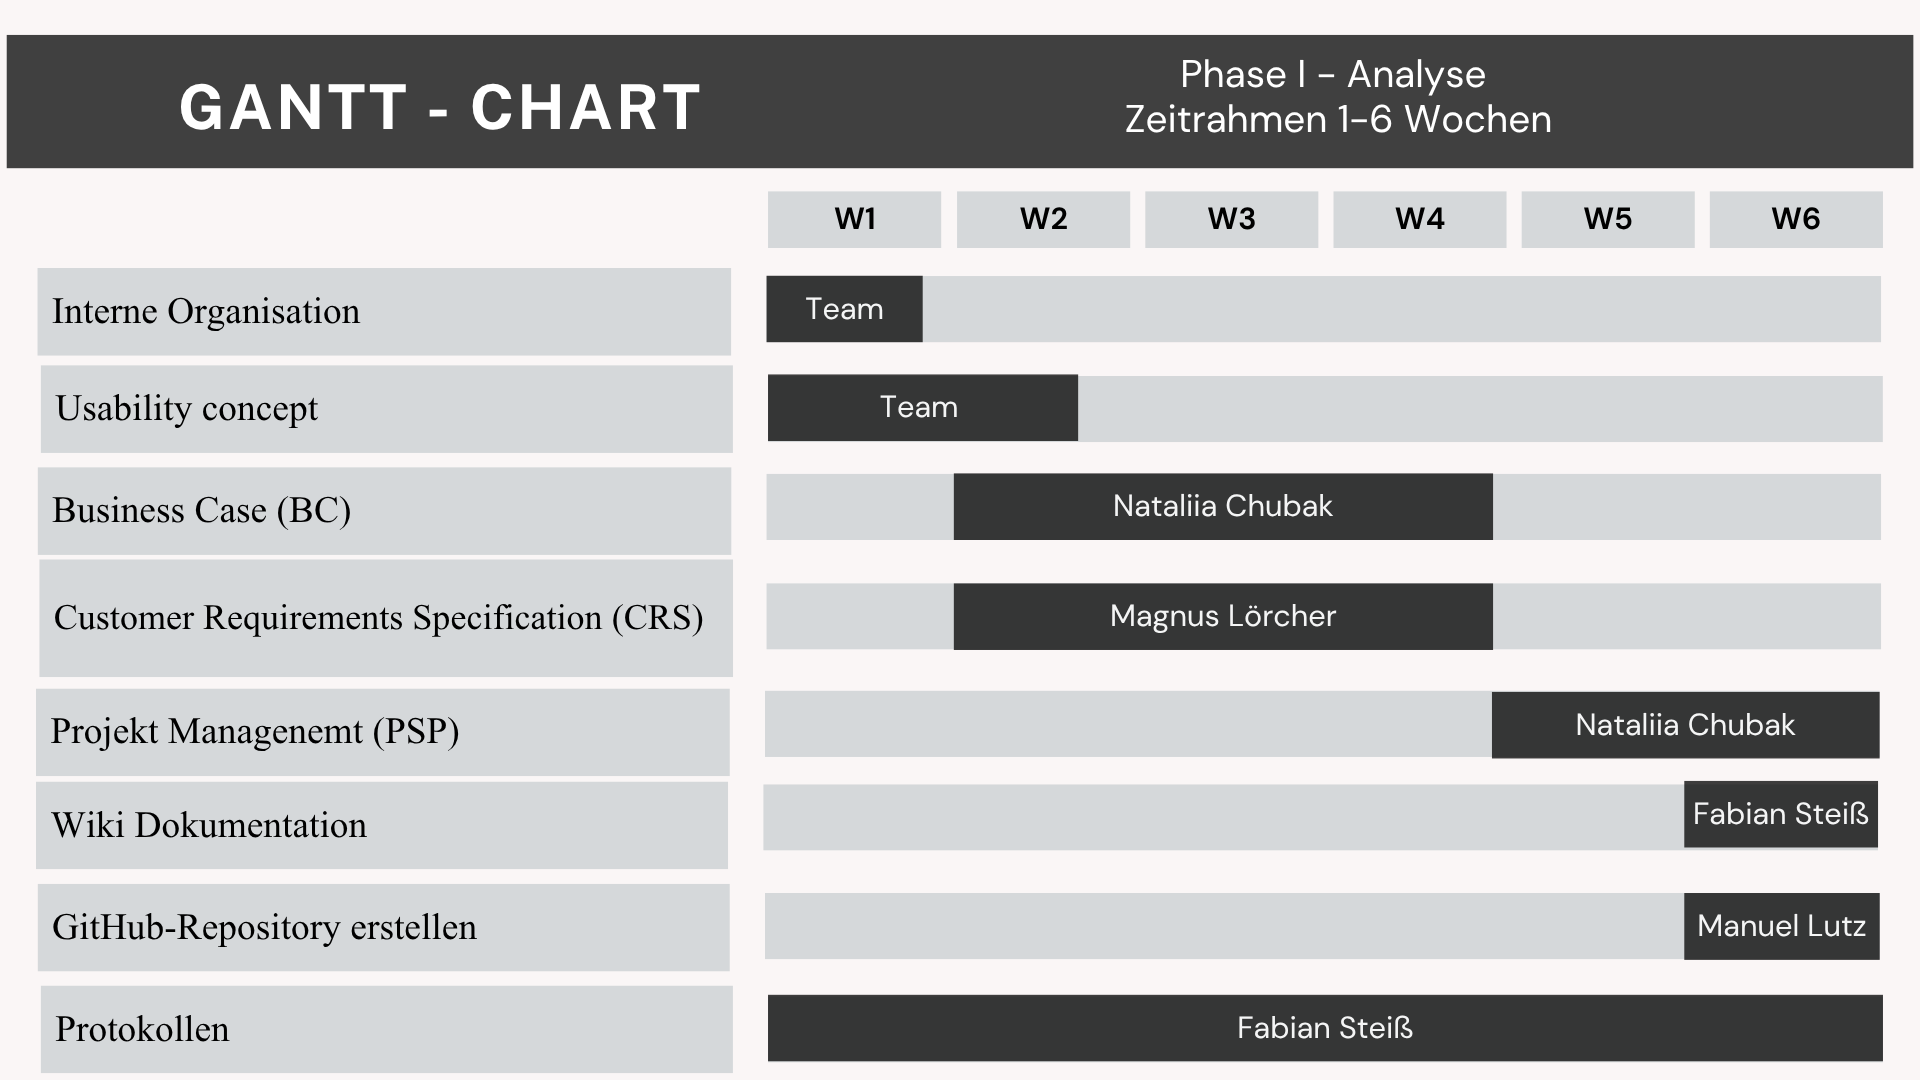 GANTT - CHART
Phase I - Analyse
Zeitrahmen 1-6 Wochen
W1 W2 W3 W4 W5 W6
Interne Organisation Team
Usability concept Team
Business Case (BC) Nataliia Chubak
Customer Requirements Specification (CRS) Magnus Lörcher
Projekt Managenemt (PSP) Nataliia Chubak
Wiki Dokumentation Fabian Steiß
GitHub-Repository erstellen Manuel Lutz
Protokollen Fabian Steiß